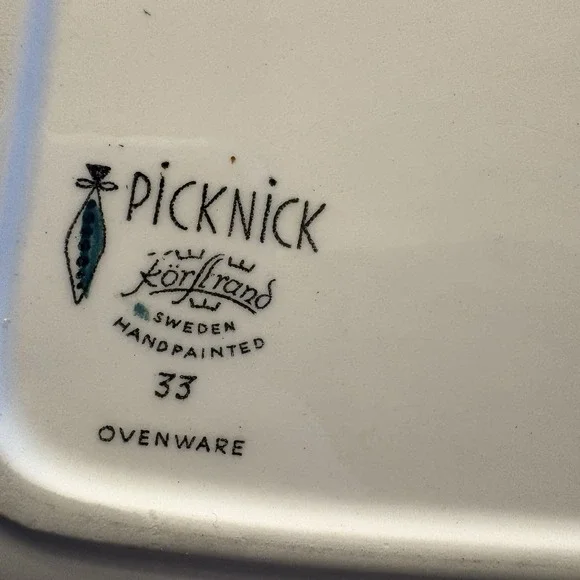 PiCKNiCK
Rörstrand
SWEDEN
HANDPAINTED
33
OVENWARE